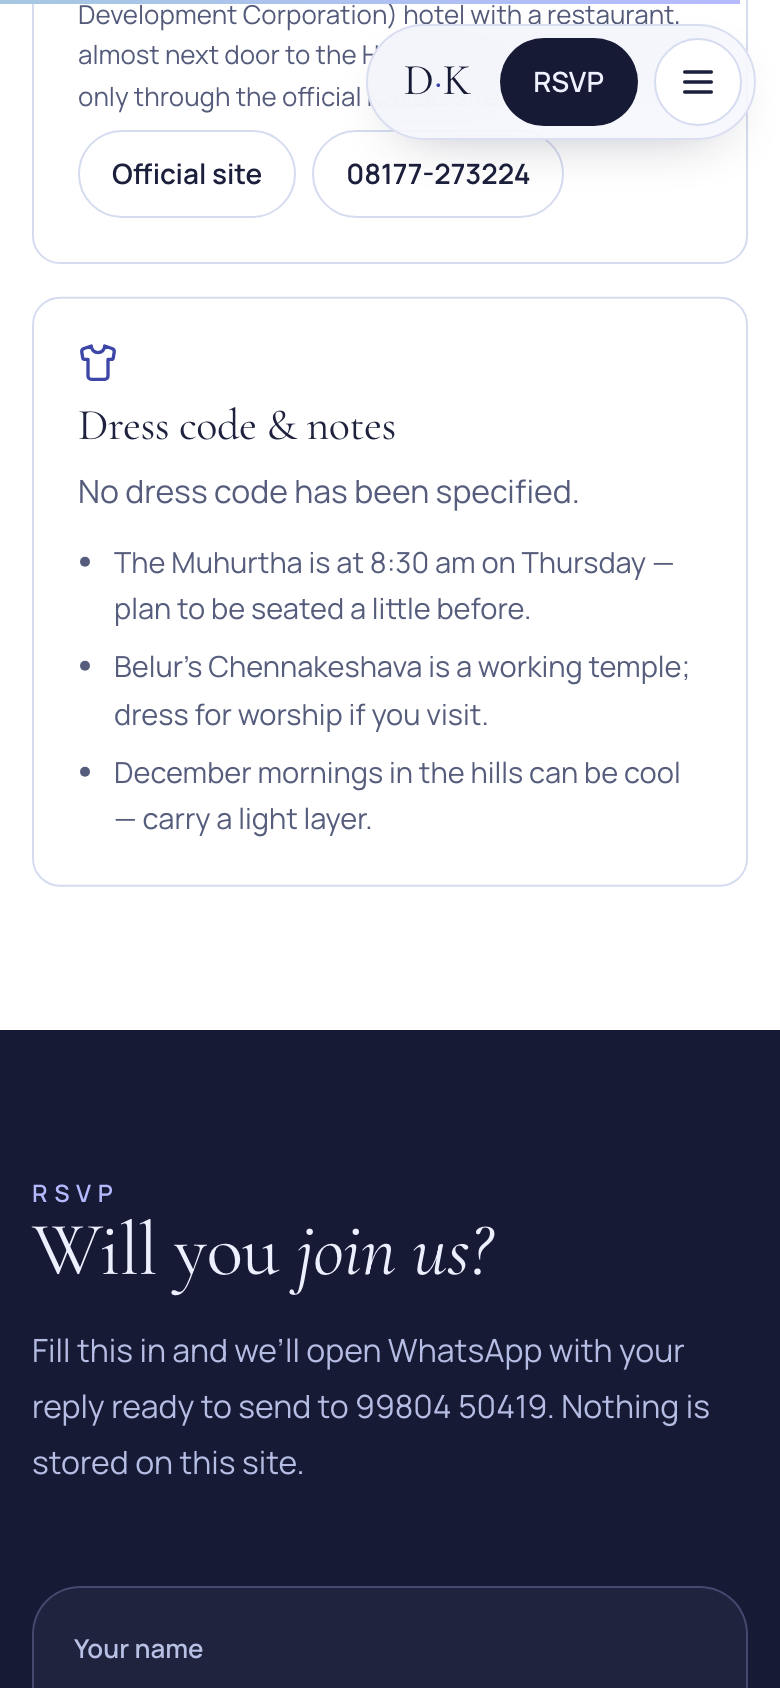 Development Corporation) hotel with a restaurant,
almost next door to the
only through the official
D·K
RSVP
Official site
08177-273224
Dress code & notes
No dress code has been specified.
• The Muhurtha is at 8:30 am on Thursday —
plan to be seated a little before.
• Belur’s Chennakeshava is a working temple;
dress for worship if you visit.
• December mornings in the hills can be cool
— carry a light layer.
RSVP
Will you join us?
Fill this in and we’ll open WhatsApp with your
reply ready to send to 99804 50419. Nothing is
stored on this site.
Your name